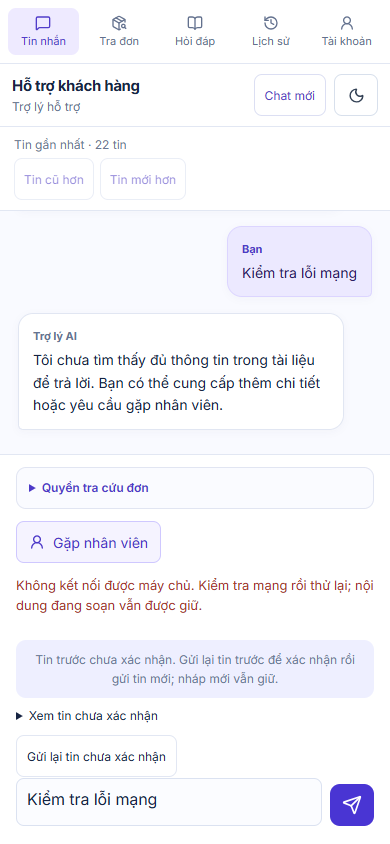 Tin nhắn
Tra đơn
Hỏi đáp
Lịch sử
Tài khoản
Hỗ trợ khách hàng
Trợ lý hỗ trợ
Chat mới
Tin gần nhất · 22 tin
Tin cũ hơn
Tin mới hơn
Bạn
Kiểm tra lỗi mạng
Trợ lý AI
Tôi chưa tìm thấy đủ thông tin trong tài liệu
để trả lời. Bạn có thể cung cấp thêm chi tiết
hoặc yêu cầu gặp nhân viên.
Quyền tra cứu đơn
Gặp nhân viên
Không kết nối được máy chủ. Kiểm tra mạng rồi thử lại; nội
dung đang soạn vẫn được giữ.
Tin trước chưa xác nhận. Gửi lại tin trước để xác nhận rồi
gửi tin mới; nháp mới vẫn giữ.
Xem tin chưa xác nhận
Gửi lại tin chưa xác nhận
Kiểm tra lỗi mạng